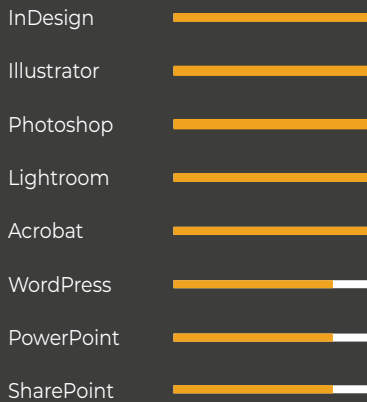 InDesign
Illustrator
Photoshop
Lightroom
Acrobat
WordPress
PowerPoint
SharePoint